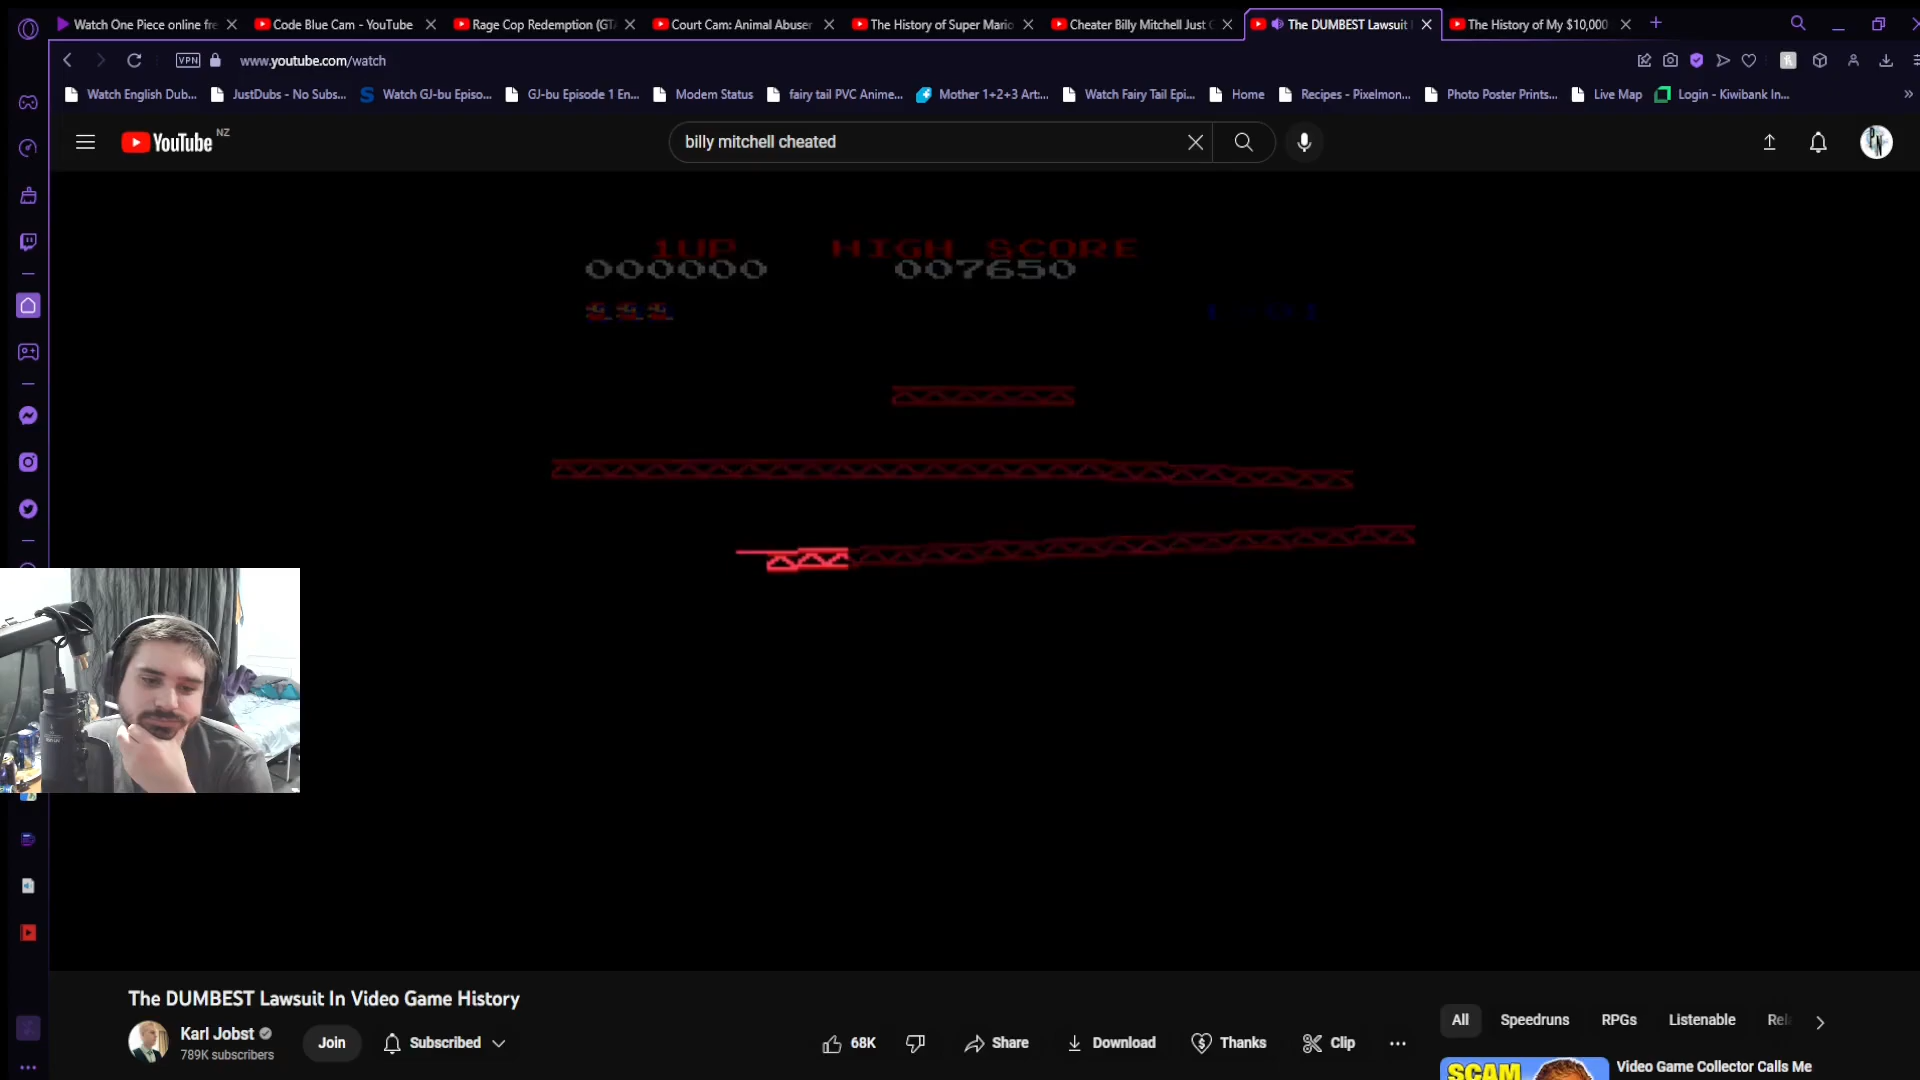 Watch One Piece online fre
Code Blue Cam - YouTube
Rage Cop Redemption (GTA
Court Cam: Animal Abuser
The History of Super Mario
Cheater Billy Mitchell Just
The DUMBEST Lawsuit
The History of My $10,000
VPN
www.youtube.com/watch
Watch English Dub...
JustDubs - No Subs...
Watch GJ-bu Episo...
GJ-bu Episode 1 En...
Modem Status
fairy tail PVC Anime...
Mother 1+2+3 Art:...
Watch Fairy Tail Epi...
Home
Recipes - Pixelmon...
Photo Poster Prints...
Live Map
Login - Kiwibank In...
YouTube NZ
billy mitchell cheated
1UP HIGH SCORE
000000 007650
The DUMBEST Lawsuit In Video Game History
Karl Jobst
789K subscribers
Join
Subscribed
68K
Share
Download
Thanks
Clip
All
Speedruns
RPGs
Listenable
SCAM
Video Game Collector Calls Me